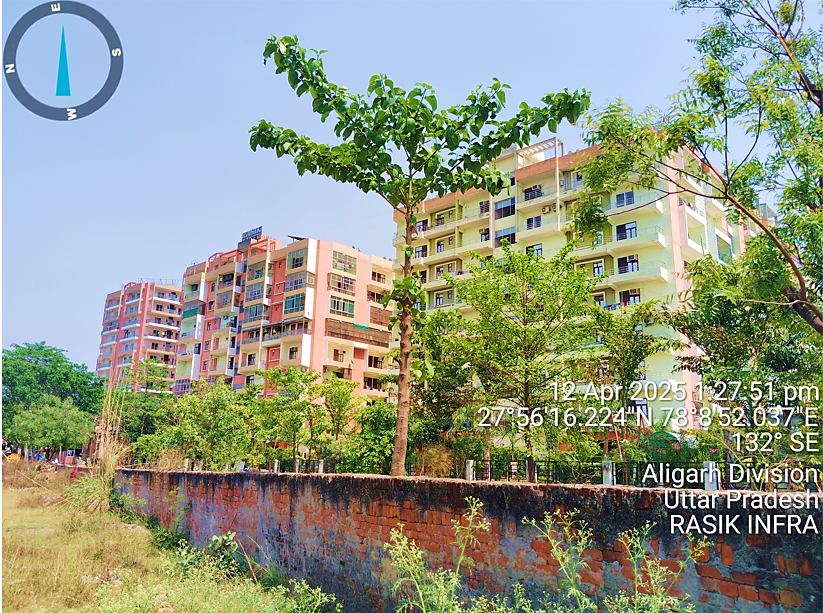 E
N
S
W
12 Apr 2025 1:27:51 pm
27°56'16.224"N 78°8'52.037"E
132° SE
Aligarh Division
Uttar Pradesh
RASIK INFRA